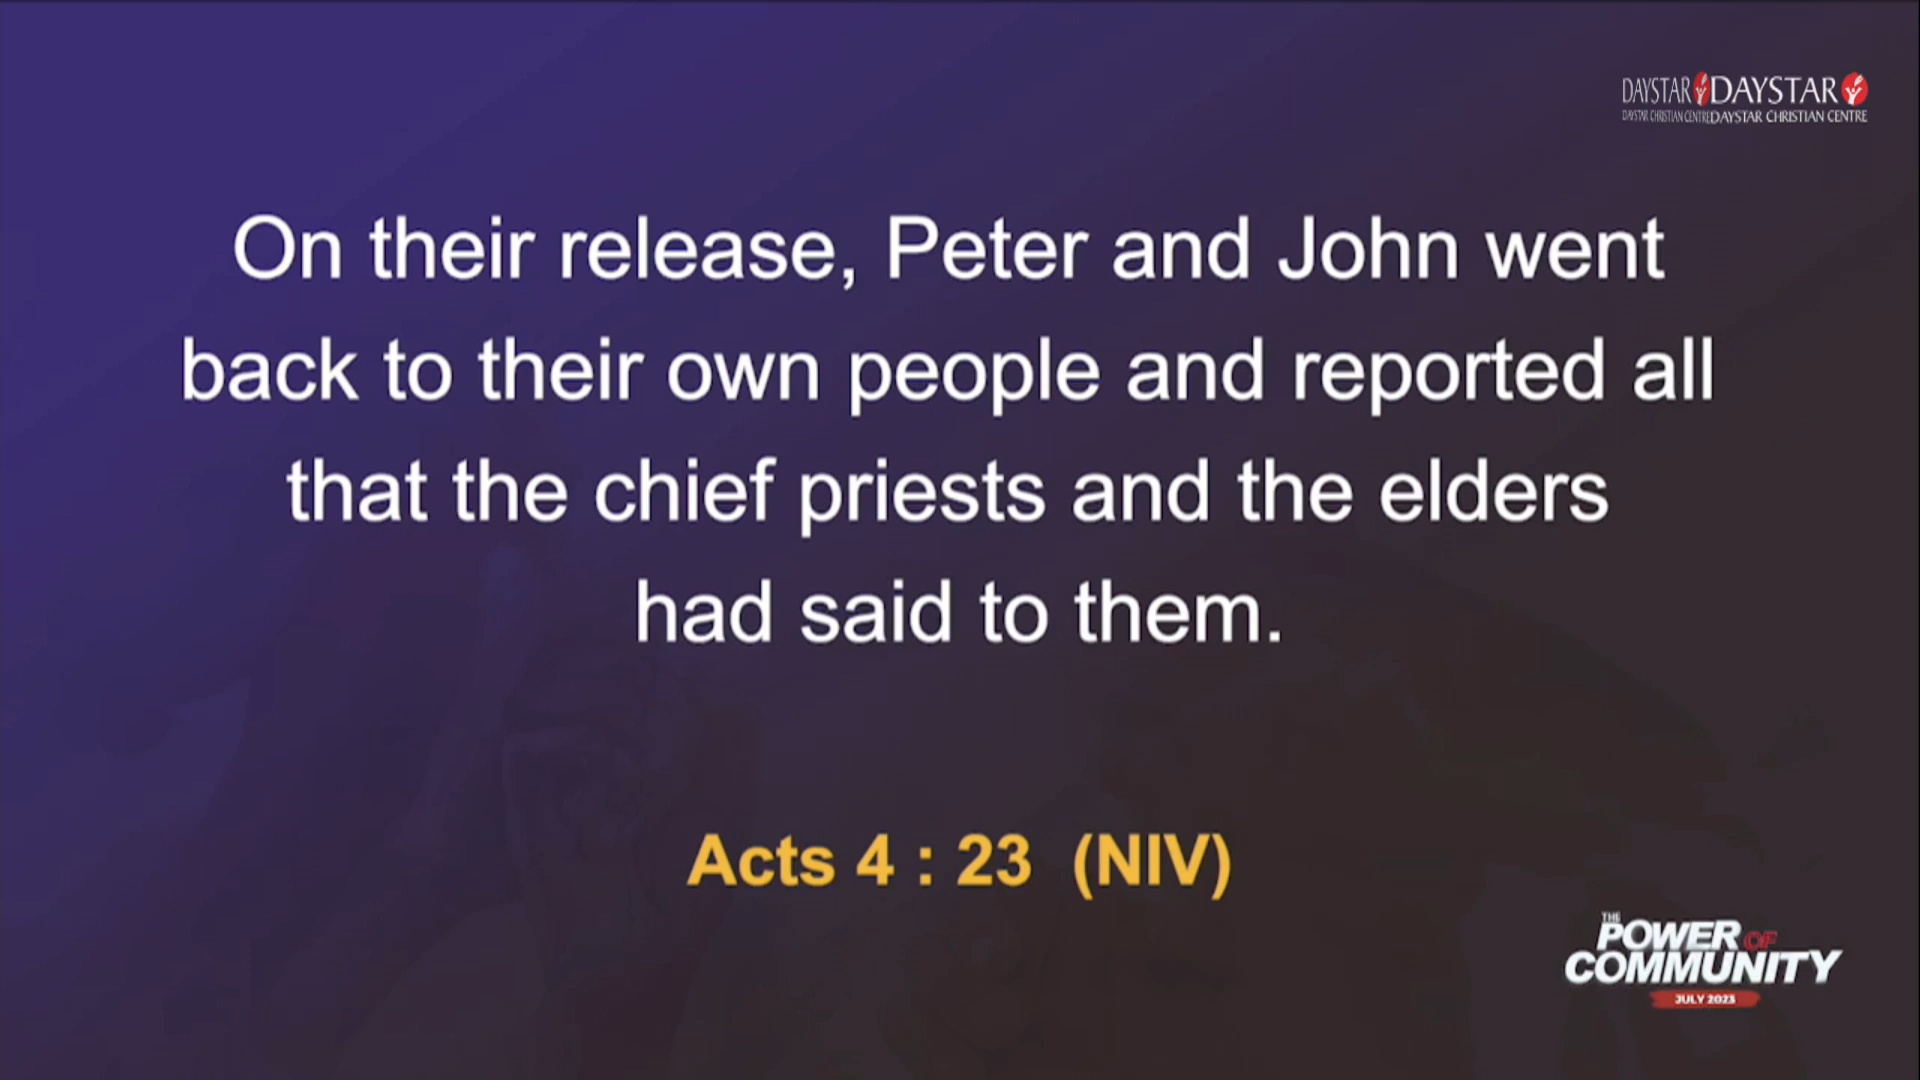 DAYSTAR DAYSTAR
DAYSTAR CHRISTIAN CENTRE DAYSTAR CHRISTIAN CENTRE
On their release, Peter and John went
back to their own people and reported all
that the chief priests and the elders
had said to them.
Acts 4 : 23 (NIV)
THE
POWER OF
COMMUNITY
JULY 2023